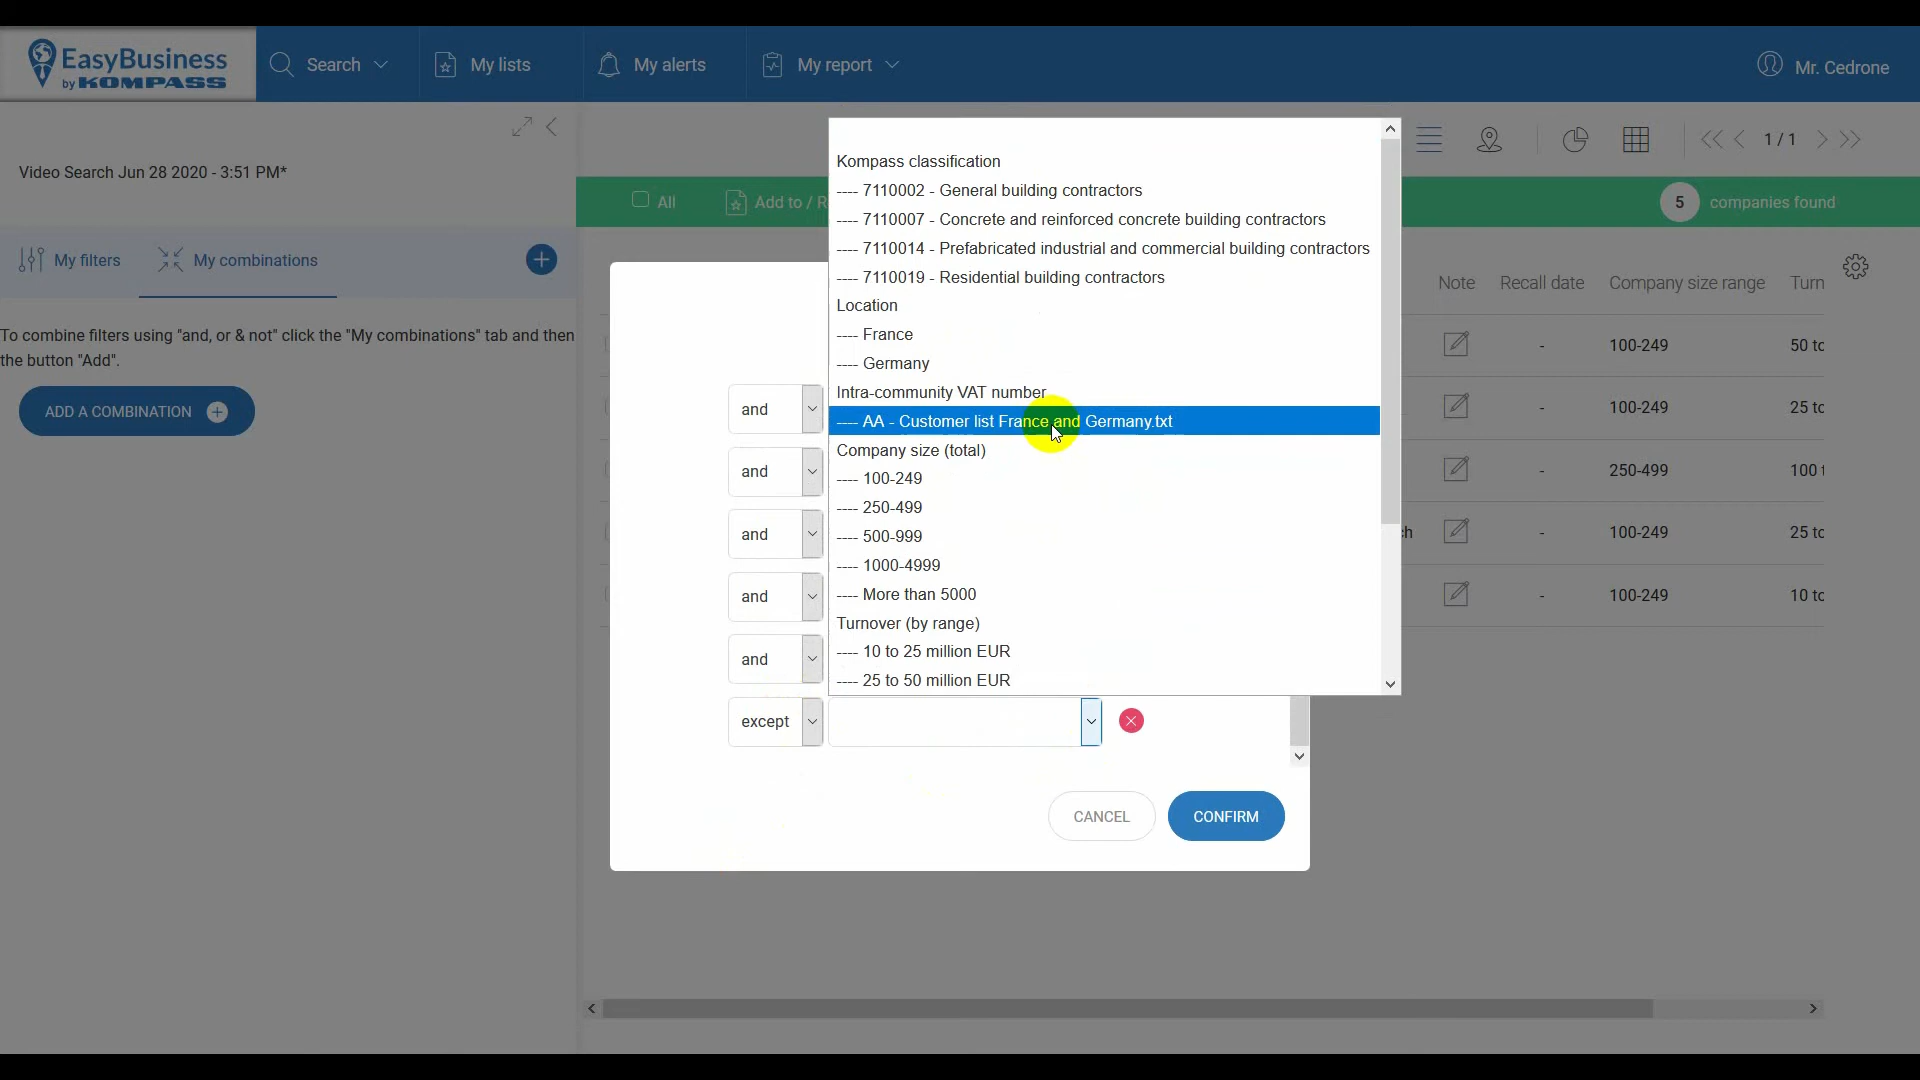 EasyBusiness
by KOMPASS
Search
My lists
My alerts
My report
Mr. Cedrone
Video Search Jun 28 2020 - 3:51 PM*
1 / 1
All
Add to / R
5
companies found
My filters
My combinations
Note
Recall date
Company size range
Turn
To combine filters using "and, or & not" click the "My combinations" tab and then
the button "Add".
ADD A COMBINATION
-
100-249
50 to
-
100-249
25 to
-
250-499
100 t
ch
-
100-249
25 to
-
100-249
10 to
Kompass classification
---- 7110002 - General building contractors
---- 7110007 - Concrete and reinforced concrete building contractors
---- 7110014 - Prefabricated industrial and commercial building contractors
---- 7110019 - Residential building contractors
Location
---- France
---- Germany
Intra-community VAT number
---- AA - Customer list France and Germany.txt
Company size (total)
---- 100-249
---- 250-499
---- 500-999
---- 1000-4999
---- More than 5000
Turnover (by range)
---- 10 to 25 million EUR
---- 25 to 50 million EUR
and
and
and
and
and
except
CANCEL
CONFIRM